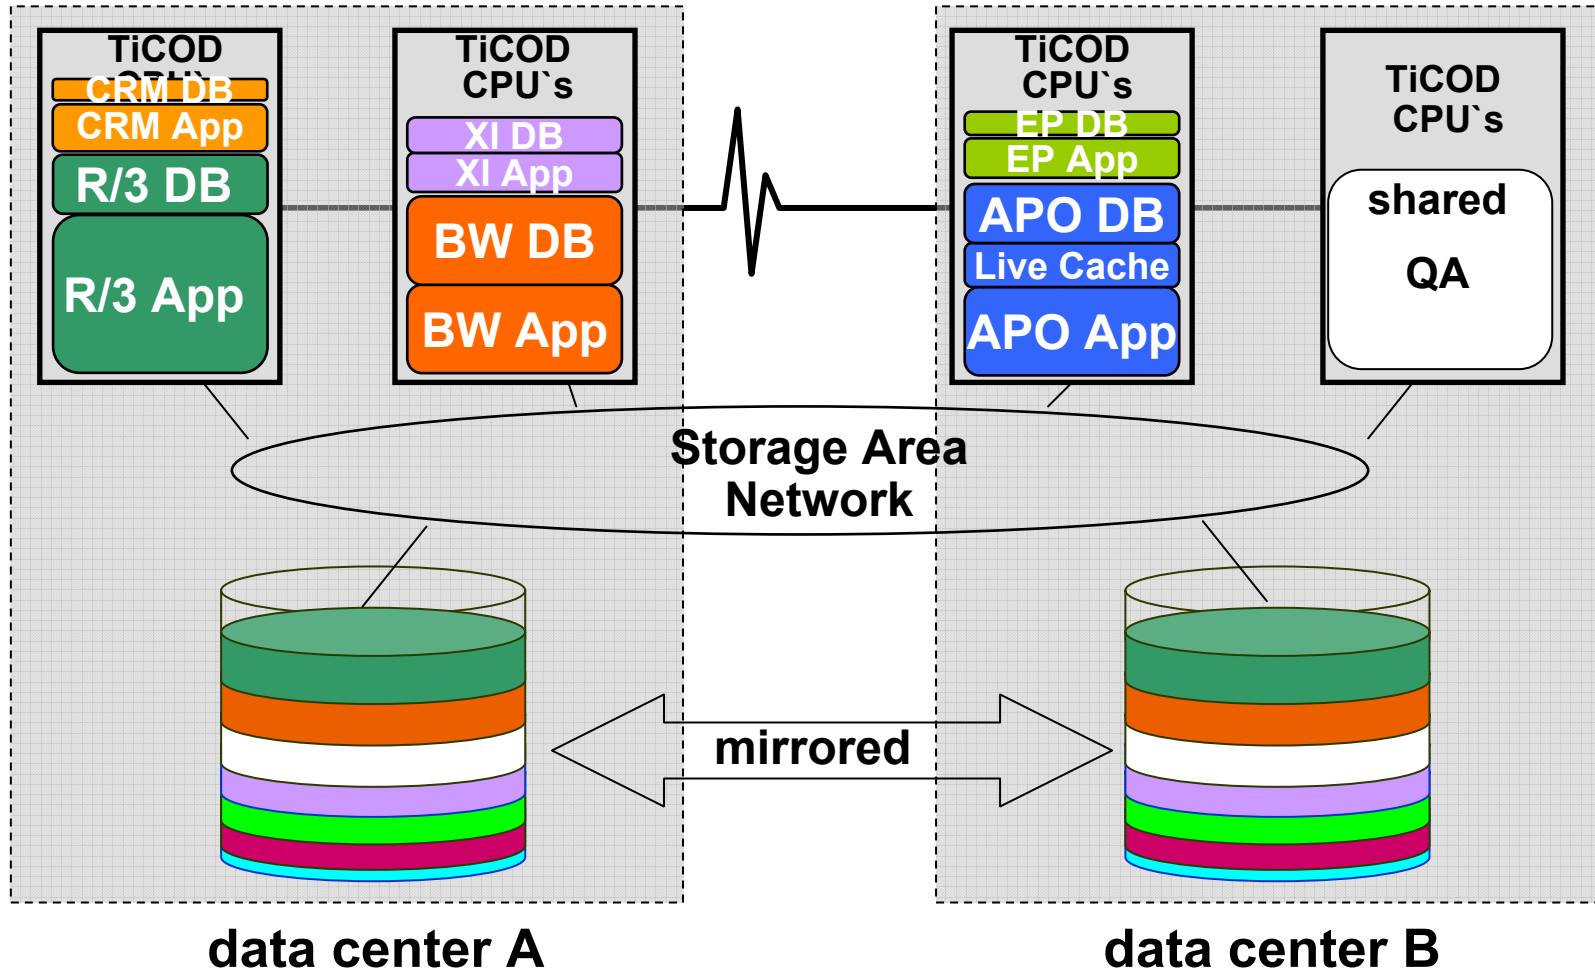 TiCOD
CPU`s
CRM DB
CRM App
R/3 DB
R/3 App
TiCOD
CPU`s
XI DB
XI App
BW DB
BW App
TiCOD
CPU`s
EP DB
EP App
APO DB
Live Cache
APO App
TiCOD
CPU`s
shared
QA
Storage Area
Network
mirrored
data center A
data center B